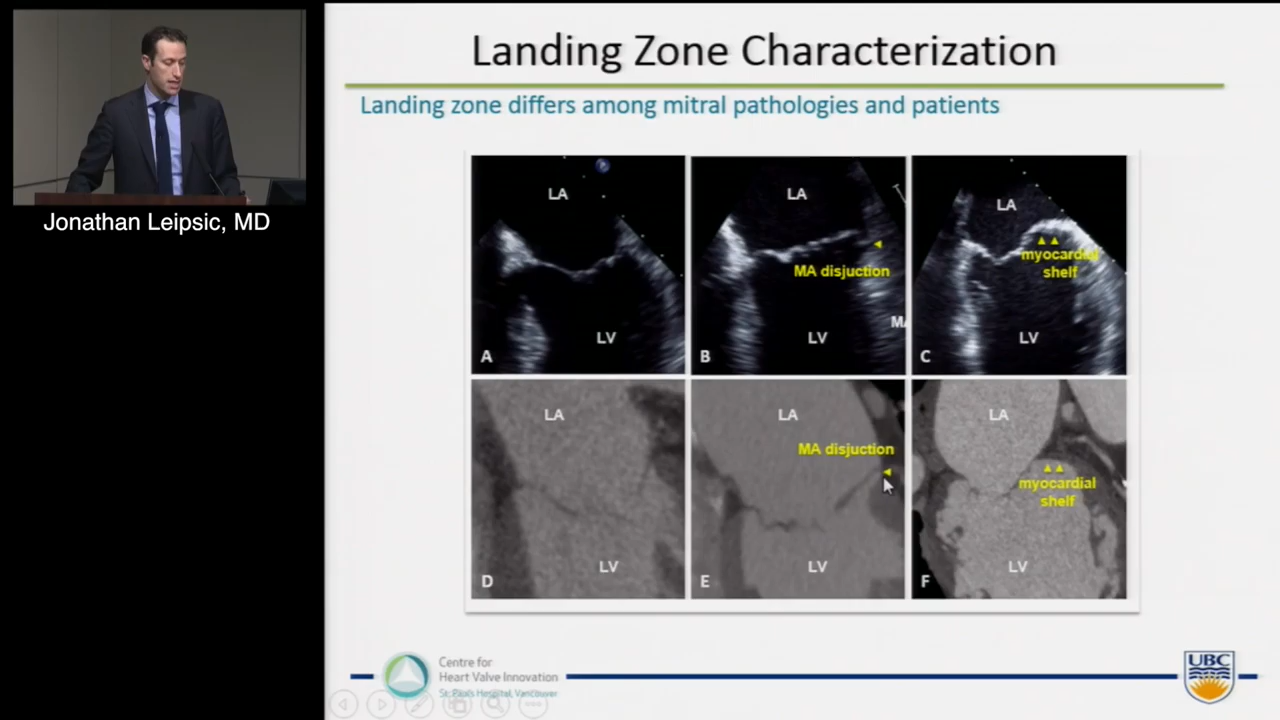 Landing Zone Characterization
Landing zone differs among mitral pathologies and patients
Jonathan Leipsic, MD
LA
LV
A
LA
MA disjuction
MA
LV
B
LA
myocardial
shelf
LV
C
LA
LV
D
LA
MA disjuction
LV
E
LA
myocardial
shelf
LV
F
Centre for
Heart Valve Innovation
St. Paul's Hospital, Vancouver
UBC